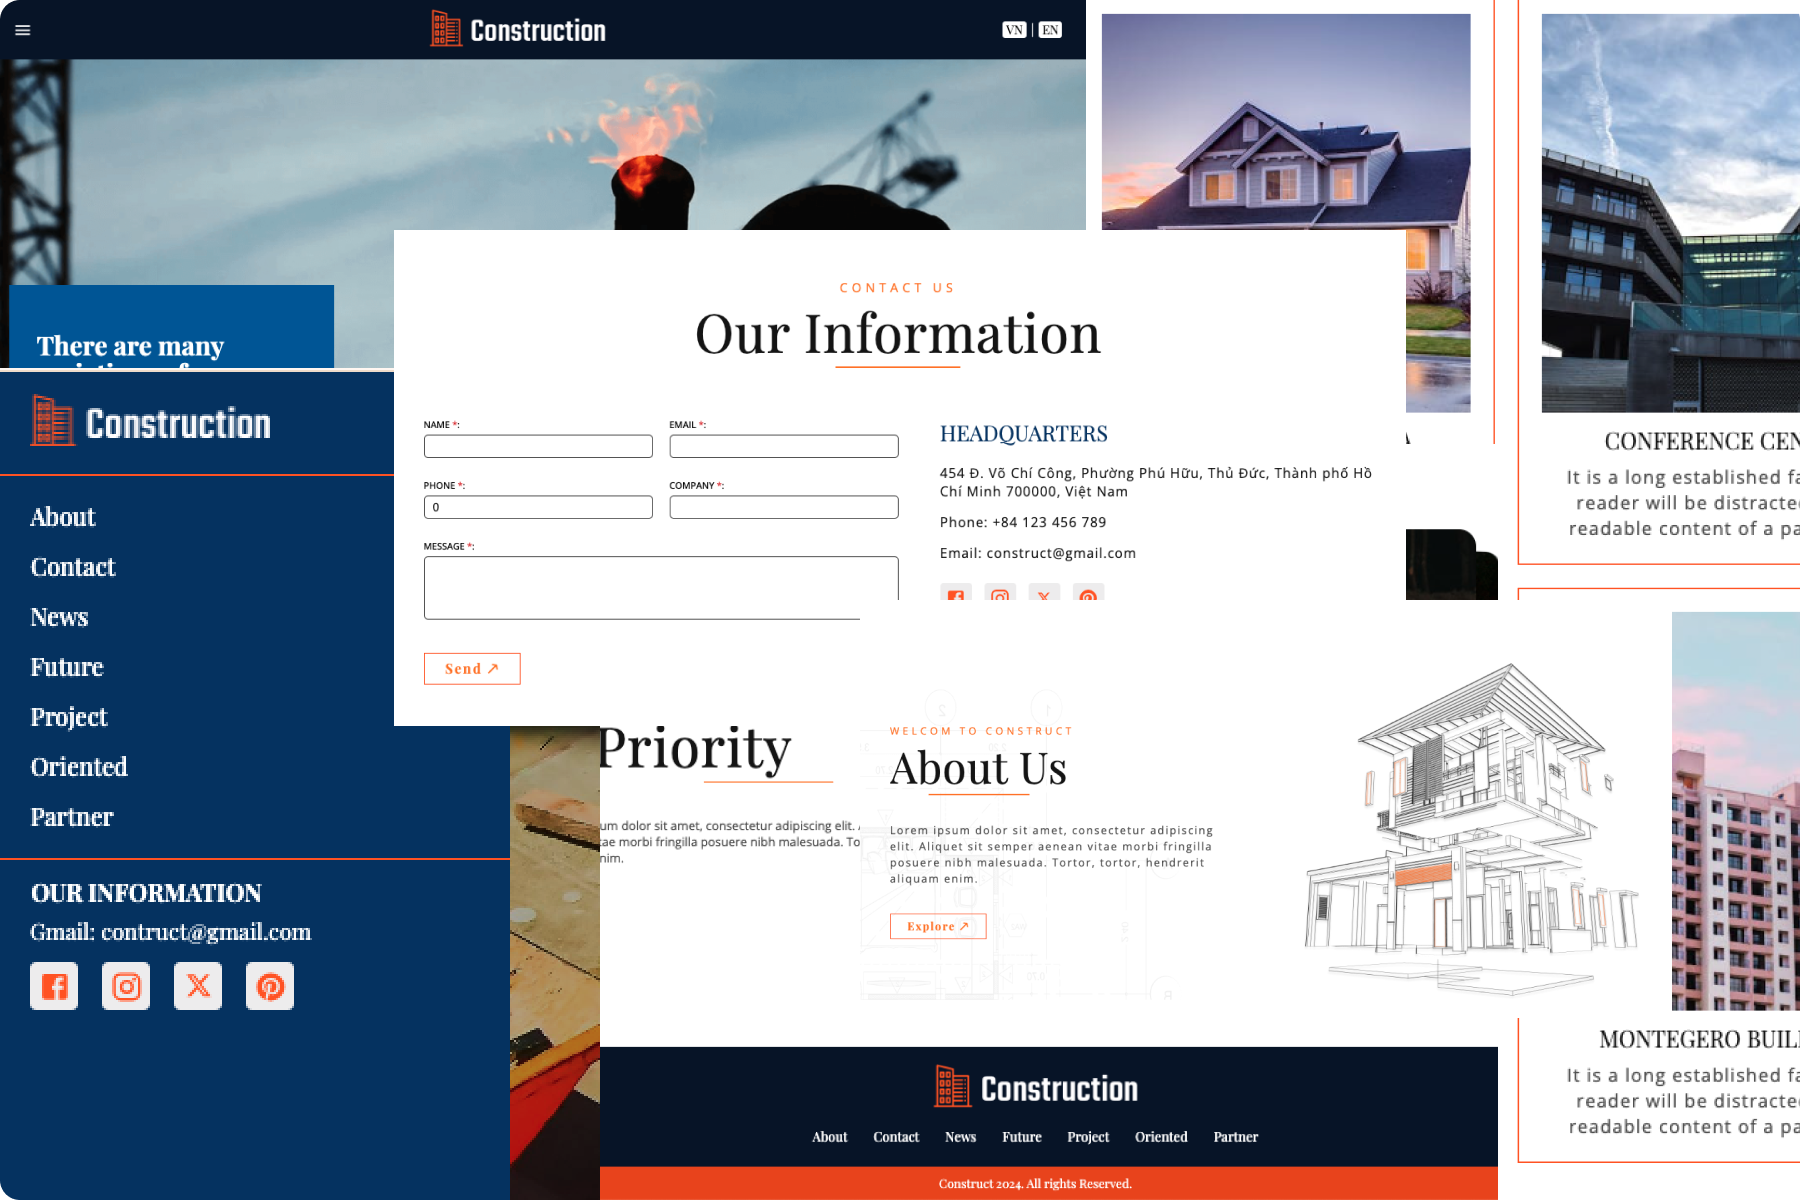 Construction
VN | EN
There are many
Construction
About
Contact
News
Future
Project
Oriented
Partner
OUR INFORMATION
Gmail: contruct@gmail.com
CONTACT US
Our Information
NAME *:
EMAIL *:
PHONE *:
0
COMPANY *:
MESSAGE *:
Send ↗
HEADQUARTERS
454 Đ. Võ Chí Công, Phường Phú Hữu, Thủ Đức, Thành phố Hồ
Chí Minh 700000, Việt Nam
Phone: +84 123 456 789
Email: construct@gmail.com
CONFERENCE CEN
It is a long established fa
reader will be distracte
readable content of a pa
Priority
um dolor sit amet, consectetur adipiscing elit.
tae morbi fringilla posuere nibh malesuada. To
nim.
WELCOM TO CONSTRUCT
About Us
Lorem ipsum dolor sit amet, consectetur adipiscing
elit. Aliquet sit semper aenean vitae morbi fringilla
posuere nibh malesuada. Tortor, tortor, hendrerit
aliquam enim.
Explore ↗
MONTEGERO BUIL
It is a long established fa
reader will be distracte
readable content of a pa
Construction
About Contact News Future Project Oriented Partner
Construct 2024. All rights Reserved.